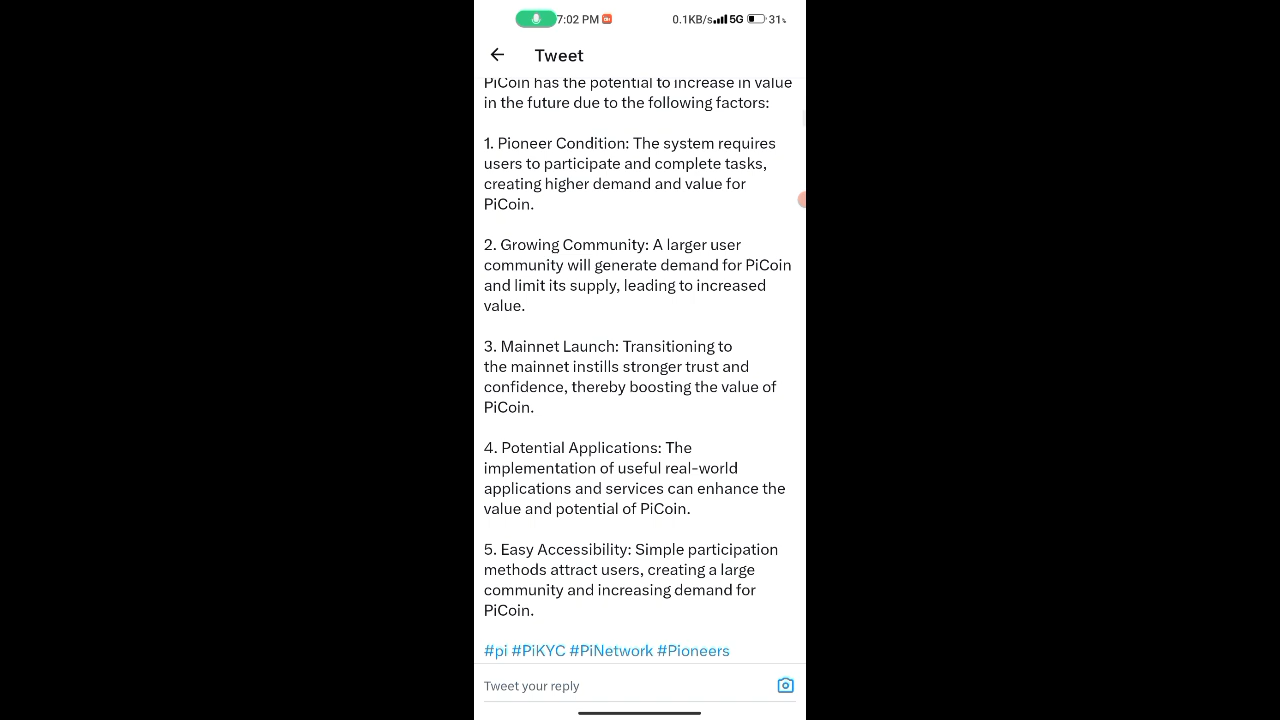 7:02 PM
0.1KB/s 5G 31%
Tweet
PiCoin has the potential to increase in value
in the future due to the following factors:
1. Pioneer Condition: The system requires
users to participate and complete tasks,
creating higher demand and value for
PiCoin.
2. Growing Community: A larger user
community will generate demand for PiCoin
and limit its supply, leading to increased
value.
3. Mainnet Launch: Transitioning to
the mainnet instills stronger trust and
confidence, thereby boosting the value of
PiCoin.
4. Potential Applications: The
implementation of useful real-world
applications and services can enhance the
value and potential of PiCoin.
5. Easy Accessibility: Simple participation
methods attract users, creating a large
community and increasing demand for
PiCoin.
#pi #PiKYC #PiNetwork #Pioneers
Tweet your reply